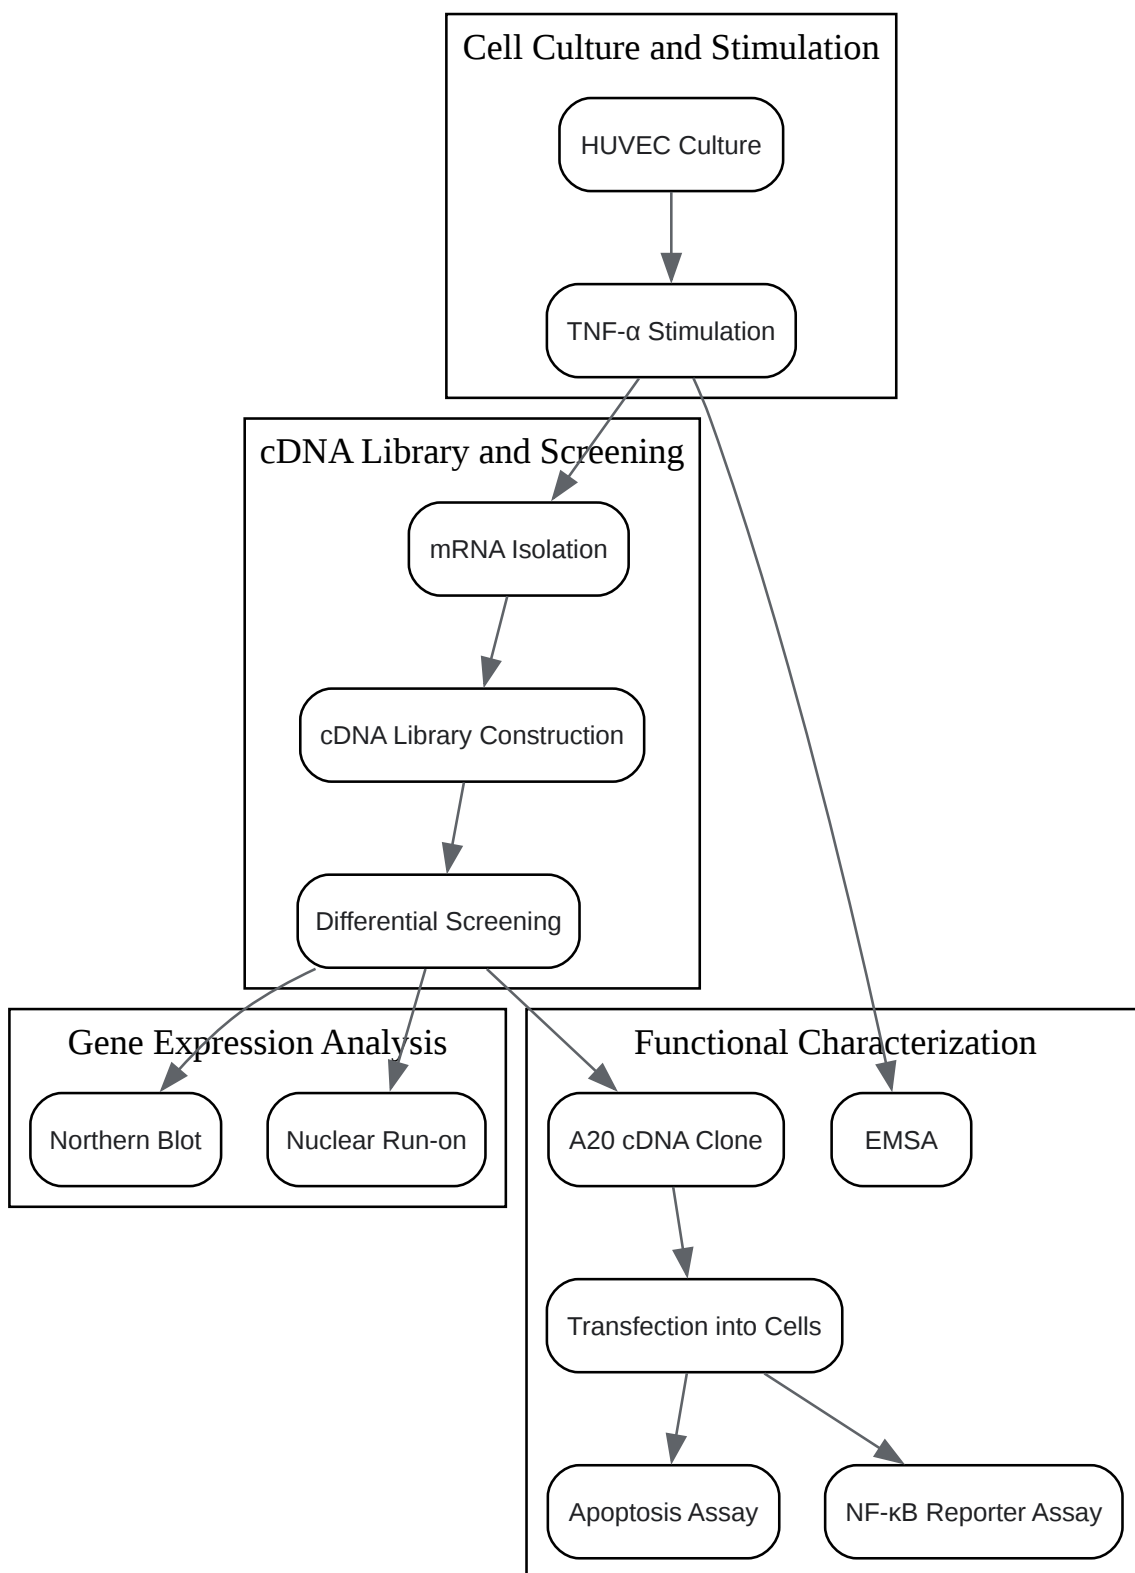 Cell Culture and Stimulation
HUVEC Culture
TNF-α Stimulation
cDNA Library and Screening
mRNA Isolation
cDNA Library Construction
Differential Screening
Gene Expression Analysis
Northern Blot
Nuclear Run-on
Functional Characterization
A20 cDNA Clone
EMSA
Transfection into Cells
Apoptosis Assay
NF-κB Reporter Assay